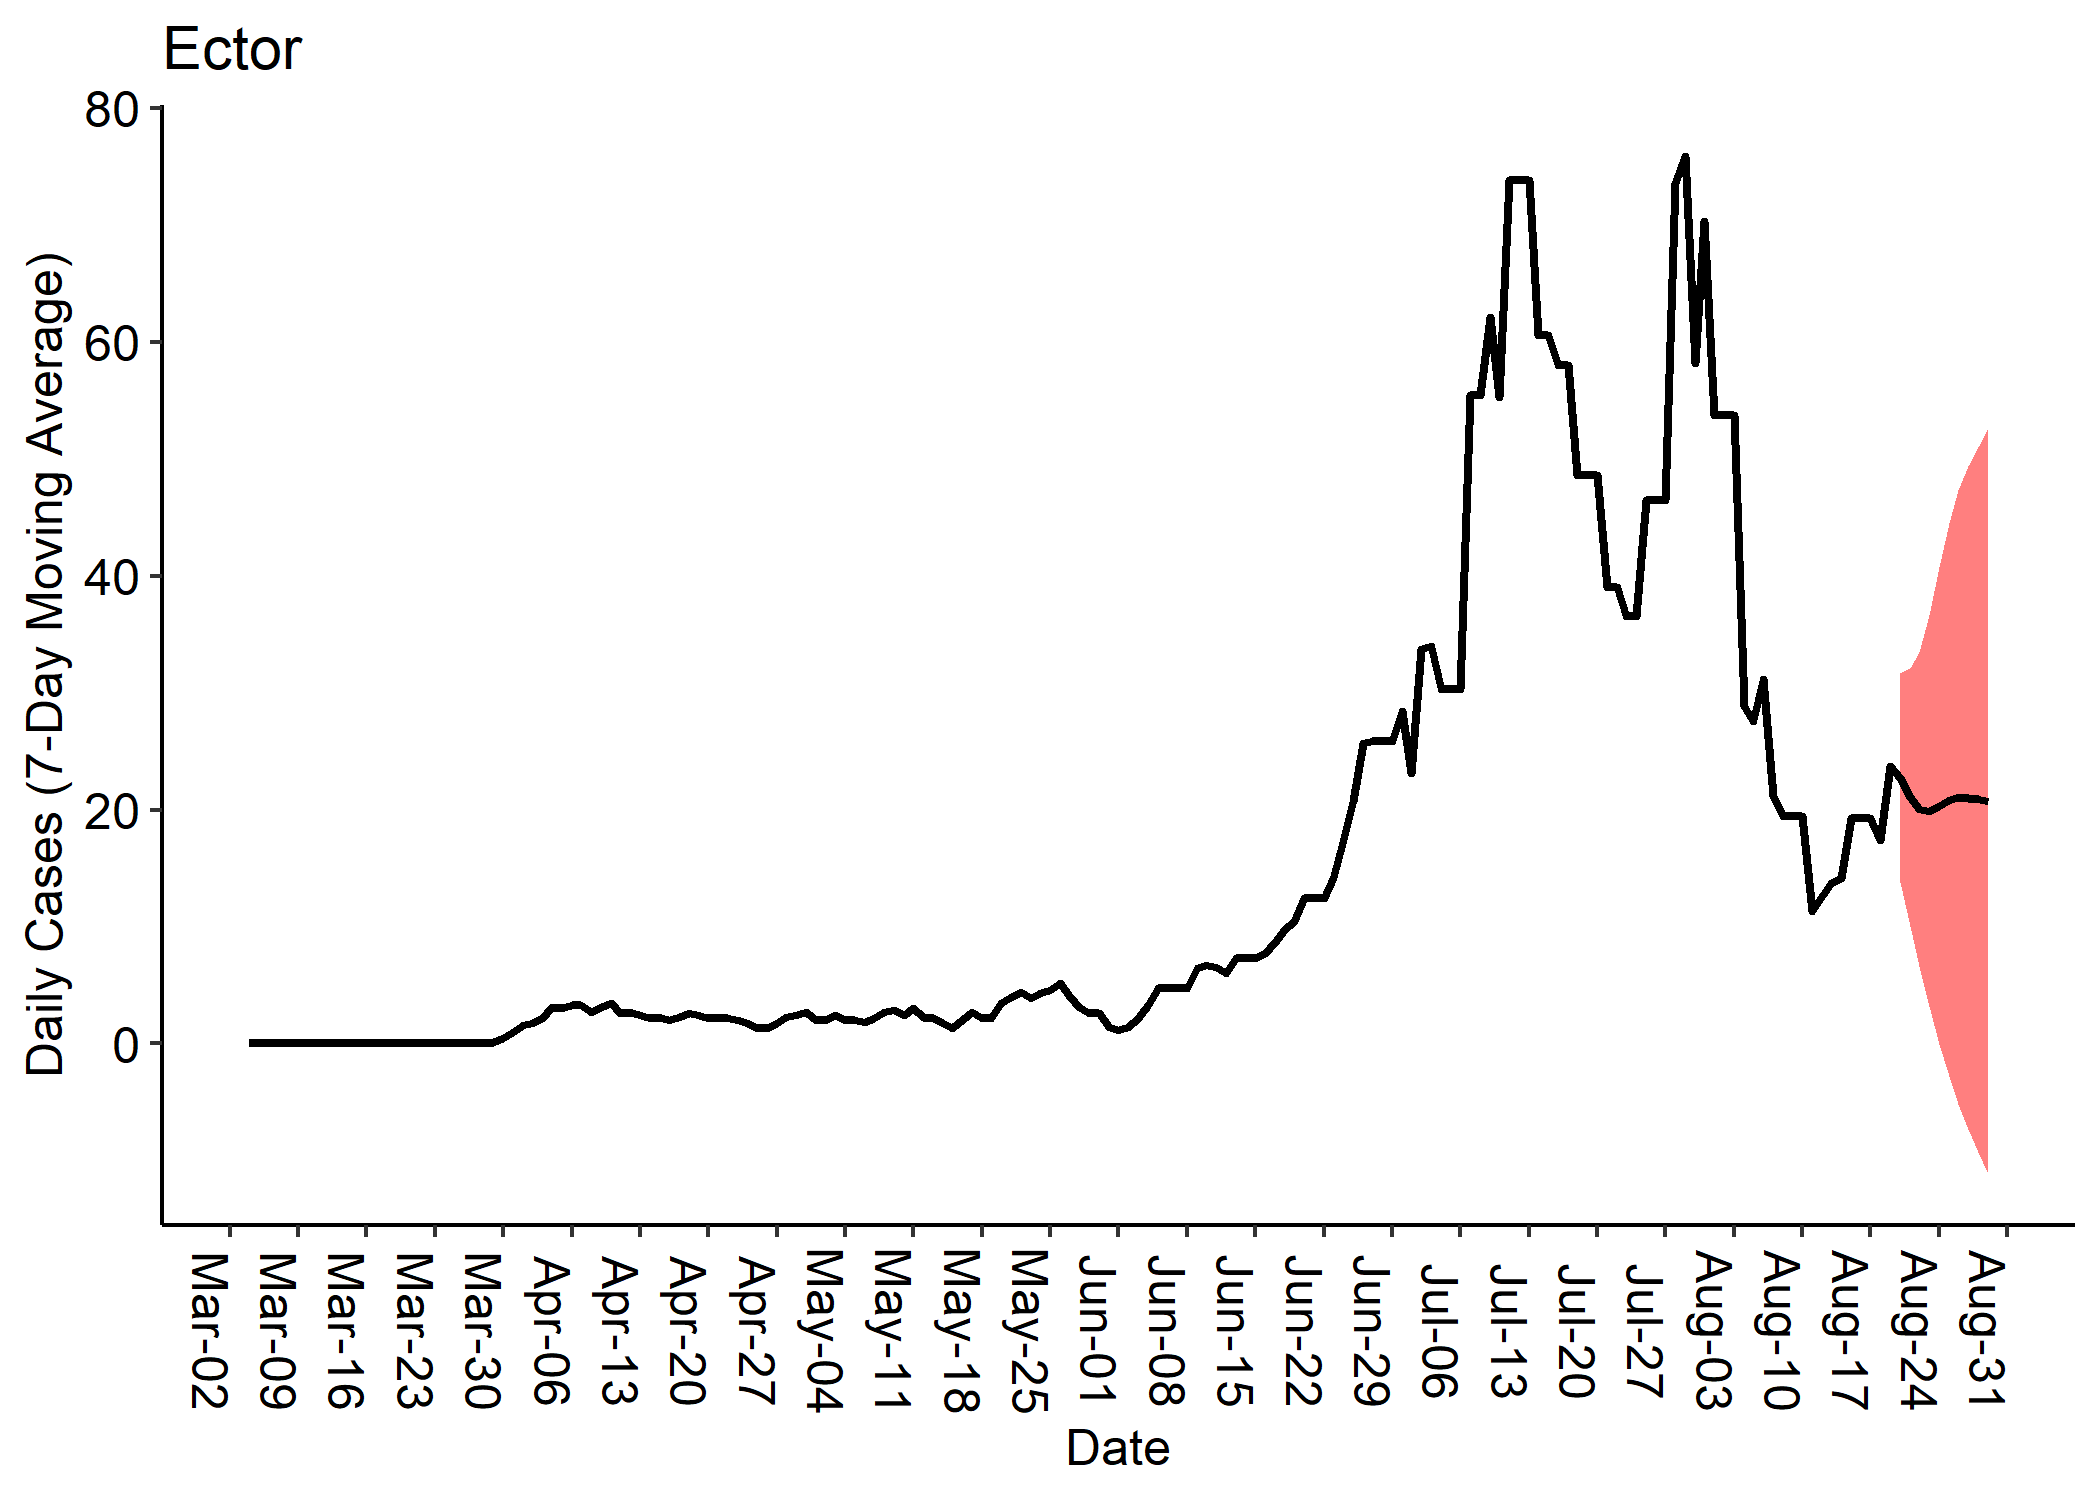 Ector
Daily Cases (7-Day Moving Average)
80
60
40
20
0
Mar-02
Mar-09
Mar-16
Mar-23
Mar-30
Apr-06
Apr-13
Apr-20
Apr-27
May-04
May-11
May-18
May-25
Jun-01
Jun-08
Jun-15
Jun-22
Jun-29
Jul-06
Jul-13
Jul-20
Jul-27
Aug-03
Aug-10
Aug-17
Aug-24
Aug-31
Date